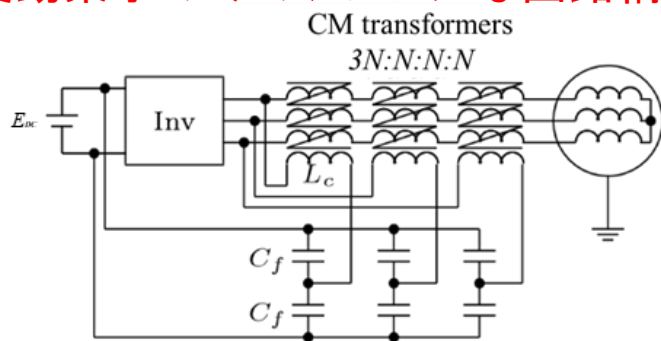 CM transformers
3N:N:N:N
E_DC
Inv
L_c
C_f
C_f